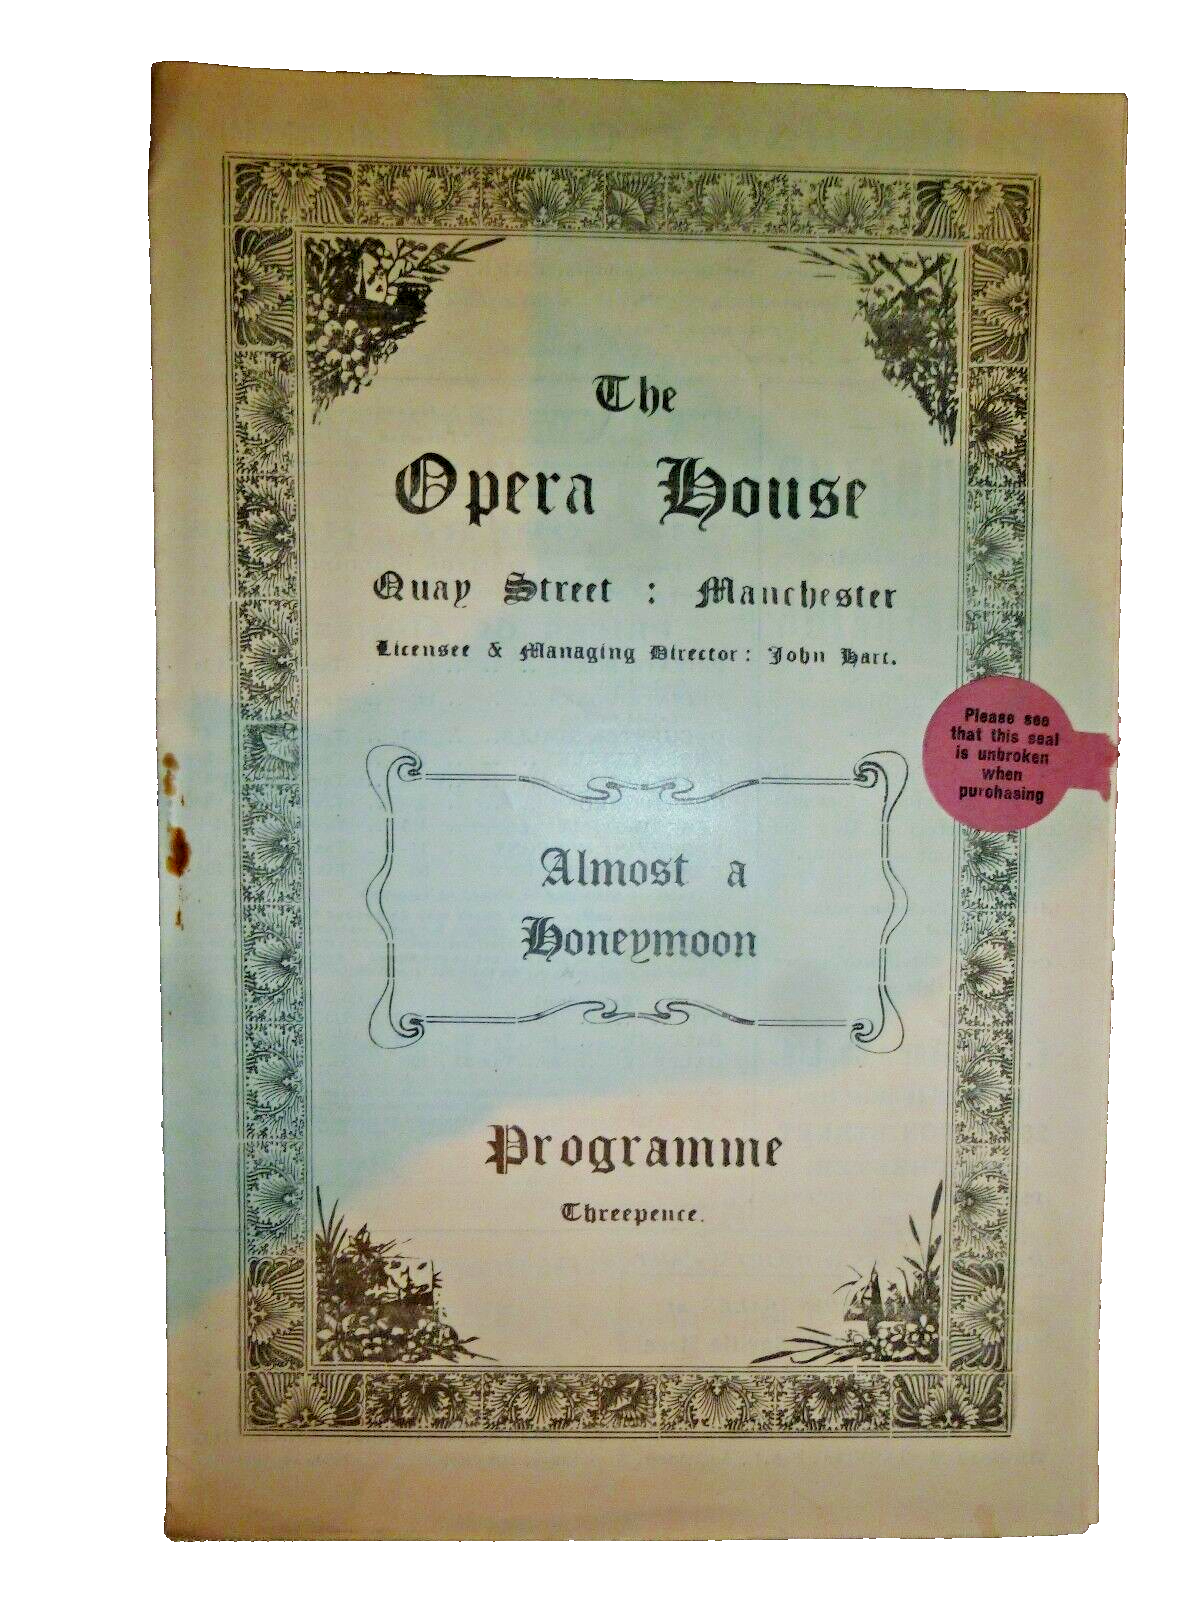 The
Opera House
Quay Street : Manchester
Licensee & Managing Director: John Hart.
Please see
that this seal
is unbroken
when
purchasing
Almost a
Honeymoon
Programme
Threepence.